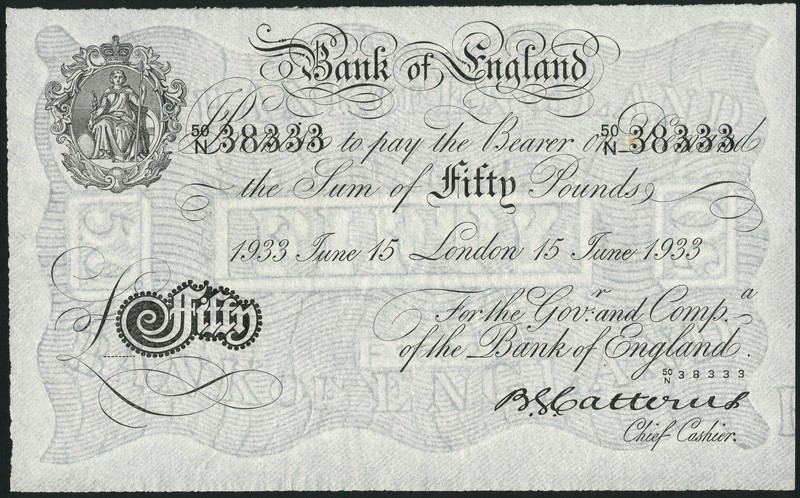 Bank of England
50/N 38333 to pay the Bearer on 50/N 38333
the Sum of Fifty Pounds
1933 June 15 London 15 June 1933
£ Fifty
For the Govr. and Compa.
of the Bank of England.
50/N 38333
B.G. Catterns
Chief Cashier.